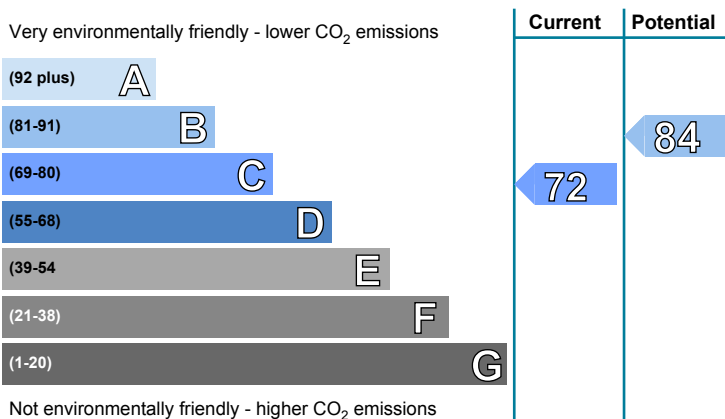 Very environmentally friendly - lower CO2 emissions
Current
Potential
(92 plus) A
(81-91) B
84
(69-80) C
72
(55-68) D
(39-54 E
(21-38) F
(1-20) G
Not environmentally friendly - higher CO2 emissions